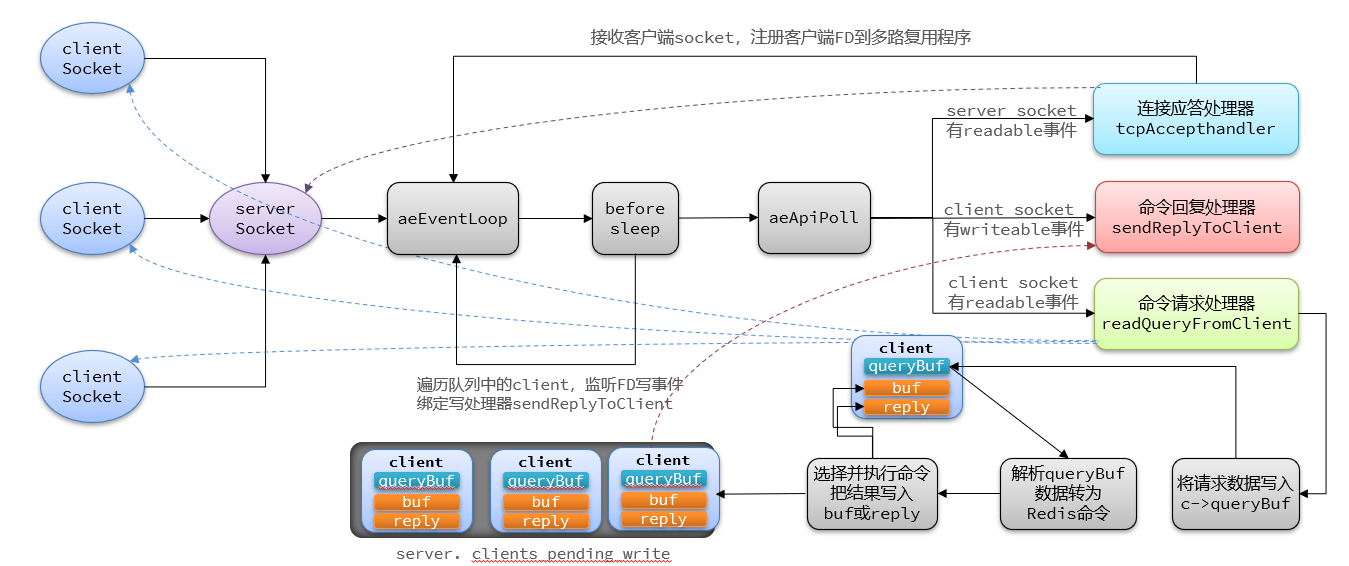 接收客户端socket，注册客户端FD到多路复用程序
client
Socket
client
Socket
client
Socket
server
Socket
aeEventLoop
before
sleep
aeApiPoll
server socket
有readable事件
client socket
有writeable事件
client socket
有readable事件
连接应答处理器
tcpAccepthandler
命令回复处理器
sendReplyToClient
命令请求处理器
readQueryFromClient
遍历队列中的client，监听FD写事件
绑定写处理器sendReplyToClient
client
queryBuf
buf
reply
client
queryBuf
buf
reply
client
queryBuf
buf
reply
client
queryBuf
buf
reply
选择并执行命令
把结果写入
buf或reply
解析queryBuf
数据转为
Redis命令
将请求数据写入
c->queryBuf
server. clients_pending_write